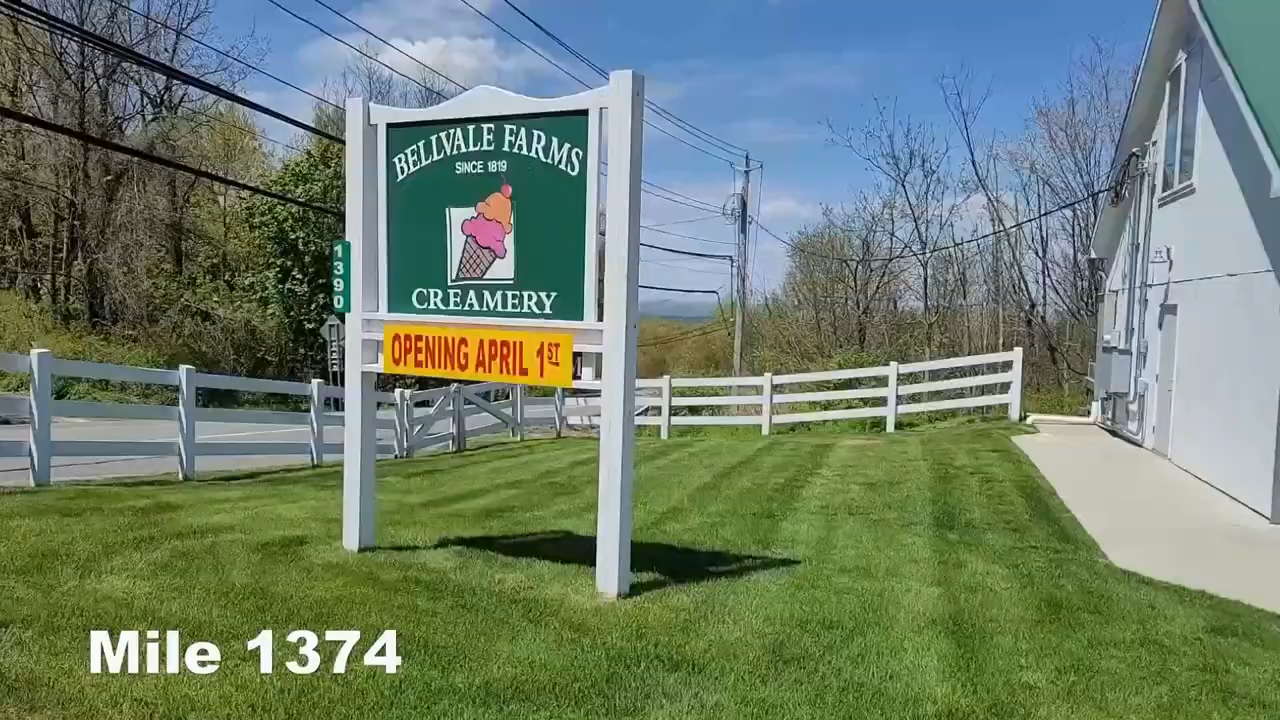 BELLVALE FARMS
SINCE 1819
CREAMERY
1390
OPENING APRIL 1ST
Mile 1374